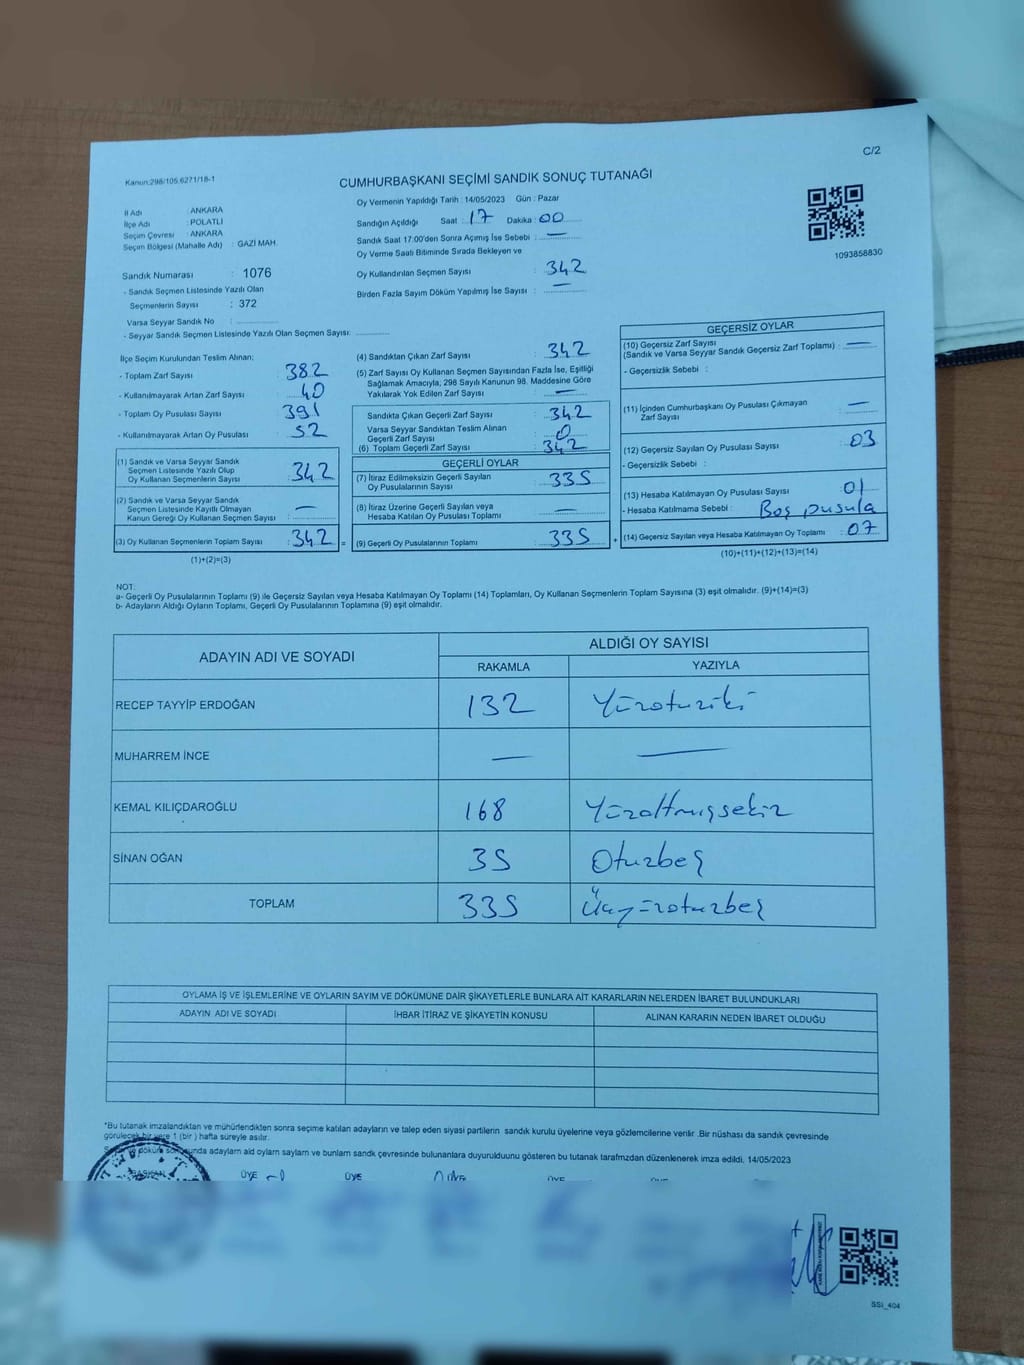 C/2
Kanun:298/105.6271/18-1
CUMHURBAŞKANI SEÇİMİ SANDIK SONUÇ TUTANAĞI
Oy Vermenin Yapıldığı Tarih : 14/05/2023 Gün : Pazar
İl Adı : ANKARA
İlçe Adı : POLATLI
Seçim Çevresi : ANKARA
Seçim Bölgesi (Mahalle Adı) : GAZİ MAH.
Sandığın Açıldığı Saat : 17 Dakika : 00
Sandık Saat 17:00'den Sonra Açımış İse Sebebi : —
Oy Verme Saati Bitiminde Sırada Bekleyen ve
Oy Kullandırılan Seçmen Sayısı : 342
Birden Fazla Sayım Döküm Yapılmış İse Sayısı : —
1093858830
Sandık Numarası : 1076
- Sandık Seçmen Listesinde Yazılı Olan
Seçmenlerin Sayısı : 372
Varsa Seyyar Sandık No :
- Seyyar Sandık Seçmen Listesinde Yazılı Olan Seçmen Sayısı:
İlçe Seçim Kurulundan Teslim Alınan:
- Toplam Zarf Sayısı : 382
- Kullanılmayarak Artan Zarf Sayısı : 40
- Toplam Oy Pusulası Sayısı : 391
- Kullanılmayarak Artan Oy Pusulası : 52
(1) Sandık ve Varsa Seyyar Sandık
Seçmen Listesinde Yazılı Olup
Oy Kullanan Seçmenlerin Sayısı : 342
(2) Sandık ve Varsa Seyyar Sandık
Seçmen Listesinde Kayıtlı Olmayan
Kanun Gereği Oy Kullanan Seçmen Sayısı : —
(3) Oy Kullanan Seçmenlerin Toplam Sayısı : 342 =
(1)+(2)=(3)
(4) Sandıktan Çıkan Zarf Sayısı : 342
(5) Zarf Sayısı Oy Kullanan Seçmen Sayısından Fazla İse, Eşitliği
Sağlamak Amacıyla; 298 Sayılı Kanunun 98. Maddesine Göre
Yakılarak Yok Edilen Zarf Sayısı : —
Sandıkta Çıkan Geçerli Zarf Sayısı : 342
Varsa Seyyar Sandıktan Teslim Alınan
Geçerli Zarf Sayısı : 0
(6) Toplam Geçerli Zarf Sayısı : 342
GEÇERLİ OYLAR
(7) İtiraz Edilmeksizin Geçerli Sayılan
Oy Pusulalarının Sayısı : 335
(8) İtiraz Üzerine Geçerli Sayılan veya
Hesaba Katılan Oy Pusulası Toplamı : —
(9) Geçerli Oy Pusulalarının Toplamı : 335 +
GEÇERSİZ OYLAR
(10) Geçersiz Zarf Sayısı
(Sandık ve Varsa Seyyar Sandık Geçersiz Zarf Toplamı) : —
- Geçersizlik Sebebi :
(11) İçinden Cumhurbaşkanı Oy Pusulası Çıkmayan
Zarf Sayısı : —
(12) Geçersiz Sayılan Oy Pusulası Sayısı : 03
- Geçersizlik Sebebi :
(13) Hesaba Katılmayan Oy Pusulası Sayısı : 01
- Hesaba Katılmama Sebebi : Boş pusula
(14) Geçersiz Sayılan veya Hesaba Katılmayan Oy Toplamı : 07
(10)+(11)+(12)+(13)=(14)
NOT:
a- Geçerli Oy Pusulalarının Toplamı (9) ile Geçersiz Sayılan veya Hesaba Katılmayan Oy Toplamı (14) Toplamları, Oy Kullanan Seçmenlerin Toplam Sayısına (3) eşit olmalıdır. (9)+(14)=(3)
b- Adayların Aldığı Oyların Toplamı, Geçerli Oy Pusulalarının Toplamına (9) eşit olmalıdır.
ADAYIN ADI VE SOYADI ALDIĞI OY SAYISI
RAKAMLA YAZIYLA
RECEP TAYYİP ERDOĞAN 132 Yüzotuziki
MUHARREM İNCE — —
KEMAL KILIÇDAROĞLU 168 Yüzaltmışsekiz
SİNAN OĞAN 35 Otuzbeş
TOPLAM 335 Üçyüzotuzbeş
OYLAMA İŞ VE İŞLEMLERİNE VE OYLARIN SAYIM VE DÖKÜMÜNE DAİR ŞİKAYETLERLE BUNLARA AİT KARARLARIN NELERDEN İBARET BULUNDUKLARI
ADAYIN ADI VE SOYADI İHBAR İTİRAZ VE ŞİKAYETİN KONUSU ALINAN KARARIN NEDEN İBARET OLDUĞU
*Bu tutanak imzalandıktan ve mühürlendikten sonra seçime katılan adayların ve talep eden siyasi partilerin sandık kurulu üyelerine veya gözlemcilerine verilir .Bir nüshası da sandık çevresinde
görülecek bir yere 1 (bir ) hafta süreyle asılır.
ve döküm adayların ald oyların sayların ve bunların sandk çevresinde bulunanlara duyurulduunu gösteren bu tutanak tarafmzdan düzenlenerek imza edildi. 14/05/2023
BAŞKAN ÜYE ÜYE ÜYE
SSİ_404